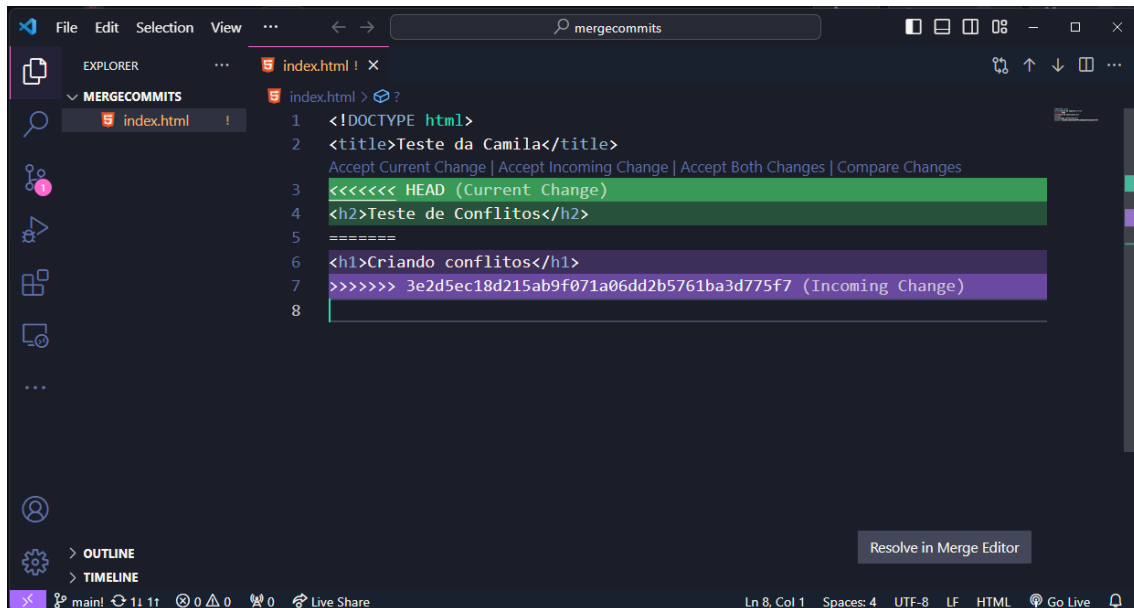 File Edit Selection View ··· mergecommits
EXPLORER ··· index.html !
MERGECOMMITS index.html > ?
index.html !
1 <!DOCTYPE html>
2 <title>Teste da Camila</title>
Accept Current Change | Accept Incoming Change | Accept Both Changes | Compare Changes
3 <<<<<<< HEAD (Current Change)
4 <h2>Teste de Conflitos</h2>
5 =======
6 <h1>Criando conflitos</h1>
7 >>>>>>> 3e2d5ec18d215ab9f071a06dd2b5761ba3d775f7 (Incoming Change)
8
1
Resolve in Merge Editor
OUTLINE
TIMELINE
main! 1↓ 1↑ 0 0 0 Live Share Ln 8, Col 1 Spaces: 4 UTF-8 LF HTML Go Live